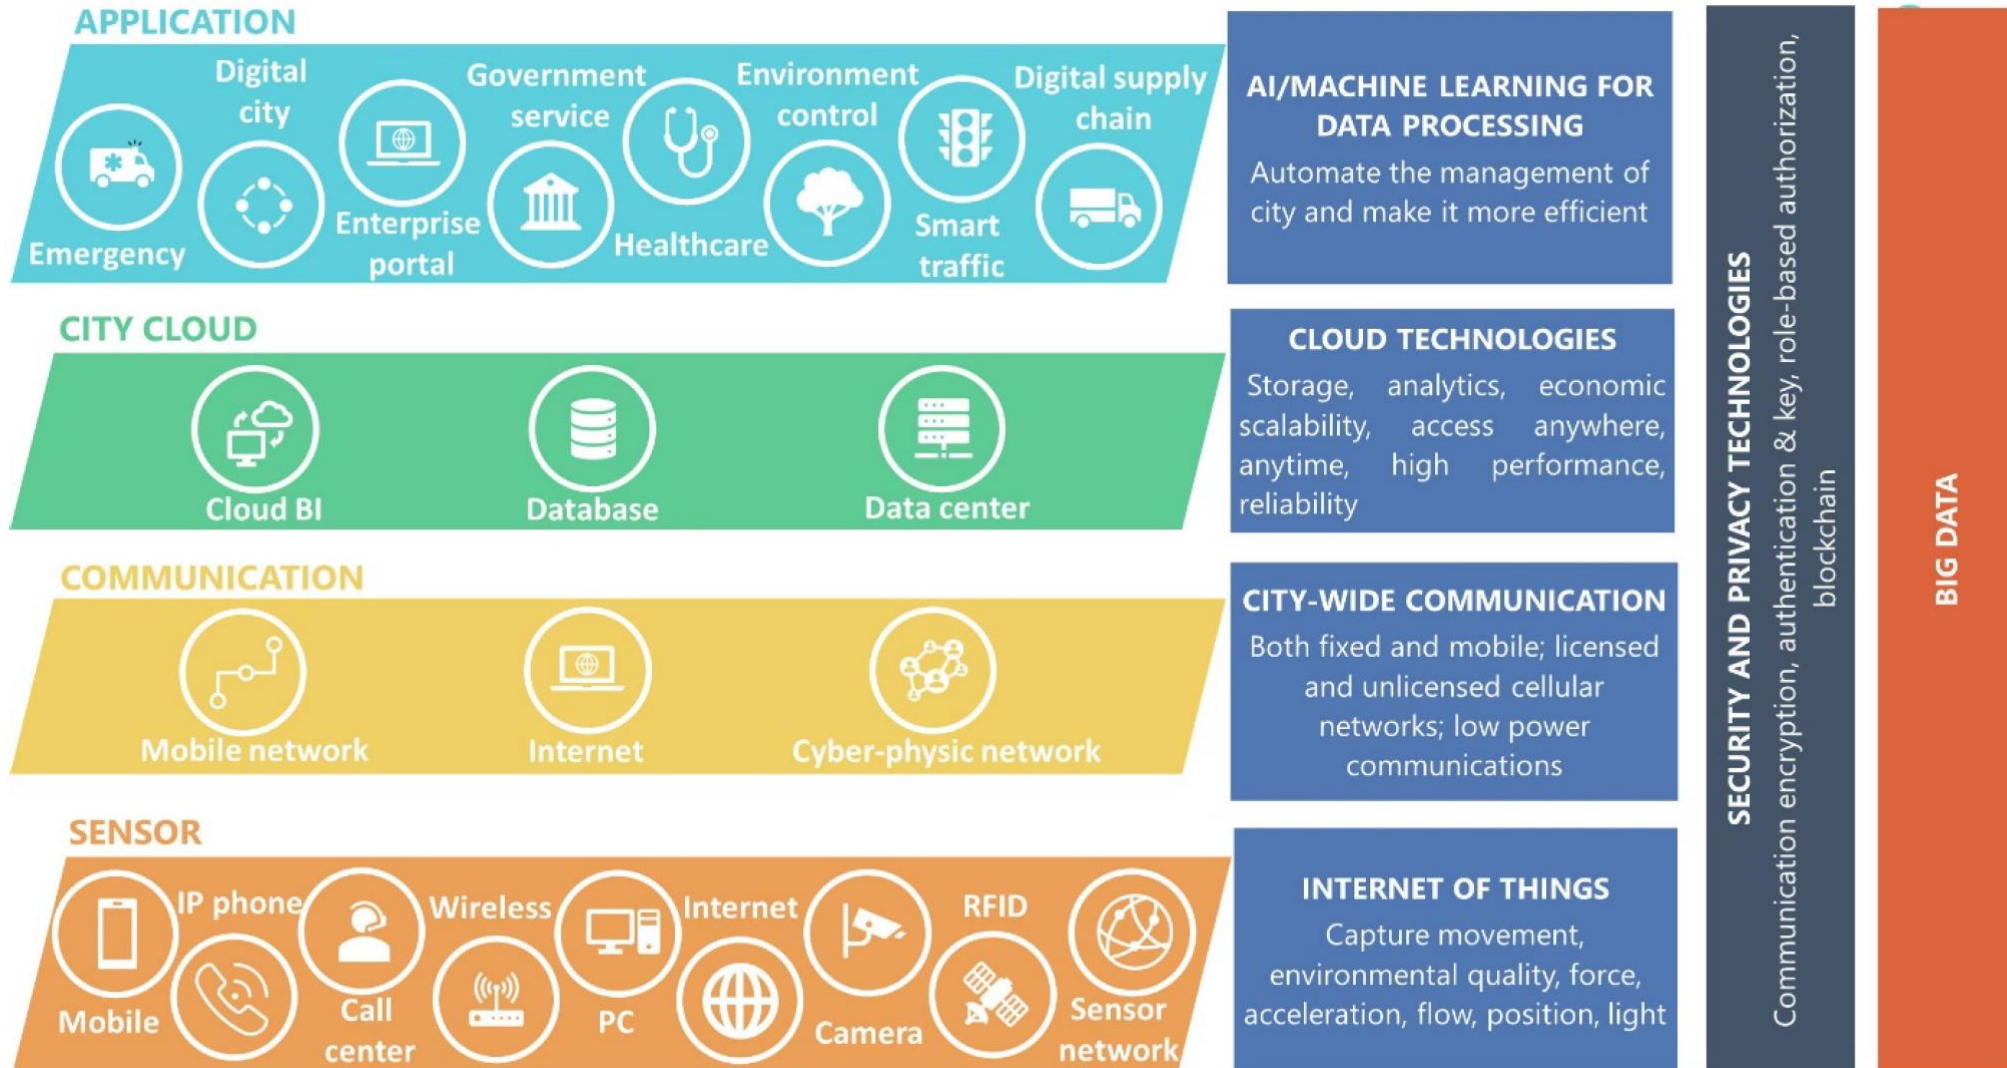 APPLICATION
Emergency
Digital
city
Enterprise
portal
Government
service
Healthcare
Environment
control
Smart
traffic
Digital supply
chain
AI/MACHINE LEARNING FOR
DATA PROCESSING
Automate the management of
city and make it more efficient
CITY CLOUD
Cloud BI
Database
Data center
CLOUD TECHNOLOGIES
Storage, analytics, economic
scalability, access anywhere,
anytime, high performance,
reliability
COMMUNICATION
Mobile network
Internet
Cyber-physic network
CITY-WIDE COMMUNICATION
Both fixed and mobile; licensed
and unlicensed cellular
networks; low power
communications
SENSOR
Mobile
IP phone
Call
center
Wireless
PC
Internet
Camera
RFID
Sensor
network
INTERNET OF THINGS
Capture movement,
environmental quality, force,
acceleration, flow, position, light
SECURITY AND PRIVACY TECHNOLOGIES
Communication encryption, authentication & key, role-based authorization,
blockchain
BIG DATA